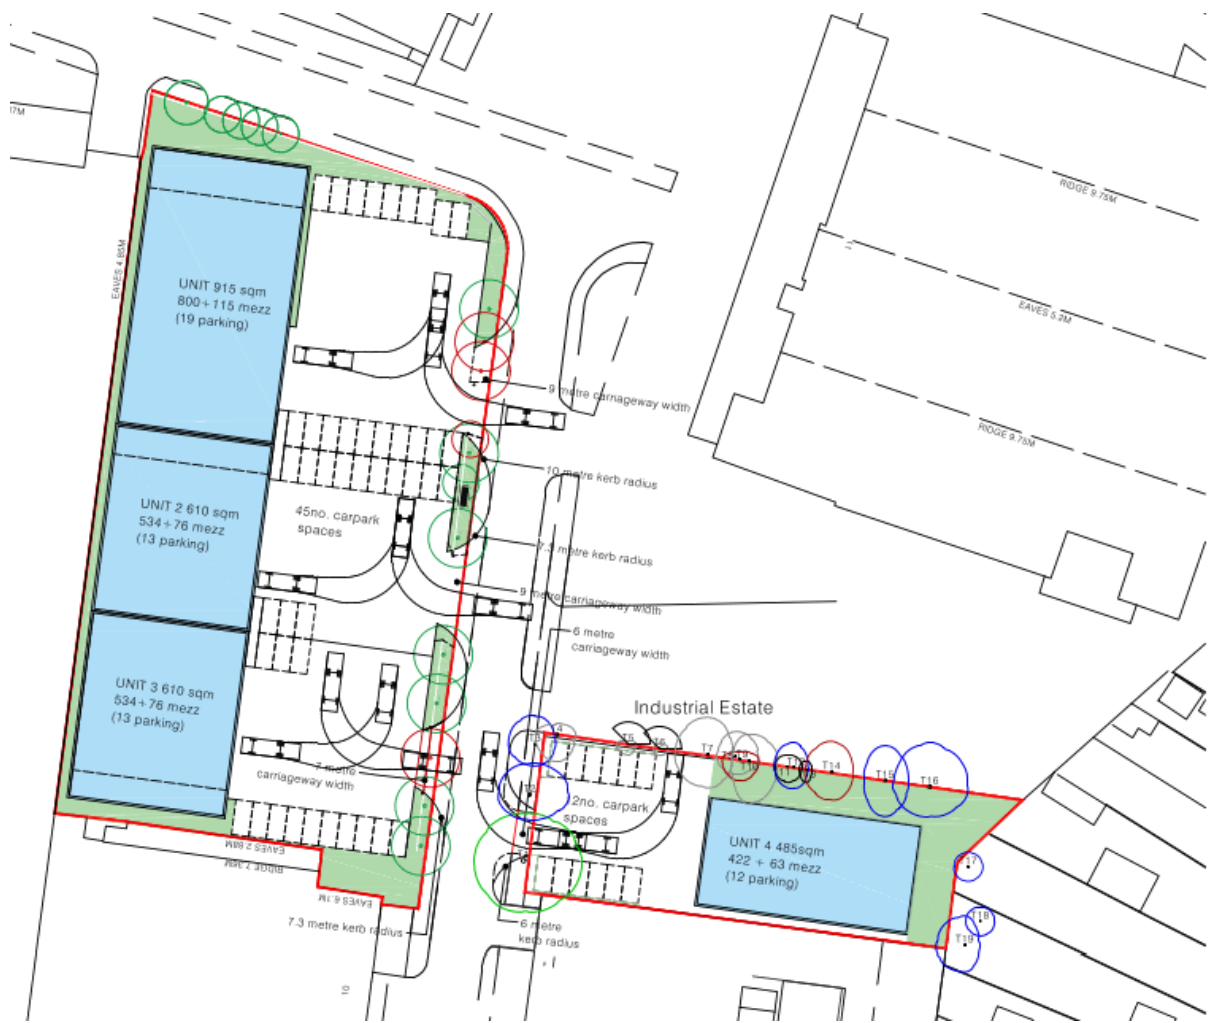 EAVES 4.85M
RIDGE 9.75M
EAVES 5.2M
RIDGE 9.75M
UNIT 915 sqm
800+115 mezz
(19 parking)
9 metre carriageway width
10 metre kerb radius
UNIT 2 610 sqm
534+76 mezz
(13 parking)
45no. carpark
spaces
7.3 metre kerb radius
9 metre carriageway width
6 metre
carriageway width
UNIT 3 610 sqm
534+76 mezz
(13 parking)
7 metre
carriageway width
Industrial Estate
T4
T3
T5
T6
T7
T9
T14
T15
T16
T2
2no. carpark
spaces
UNIT 4 485sqm
422 + 63 mezz
(12 parking)
T18
T19
EAVES 2.88M
EAVES 6.1M
7.3 metre kerb radius
6 metre
kerb radius
10